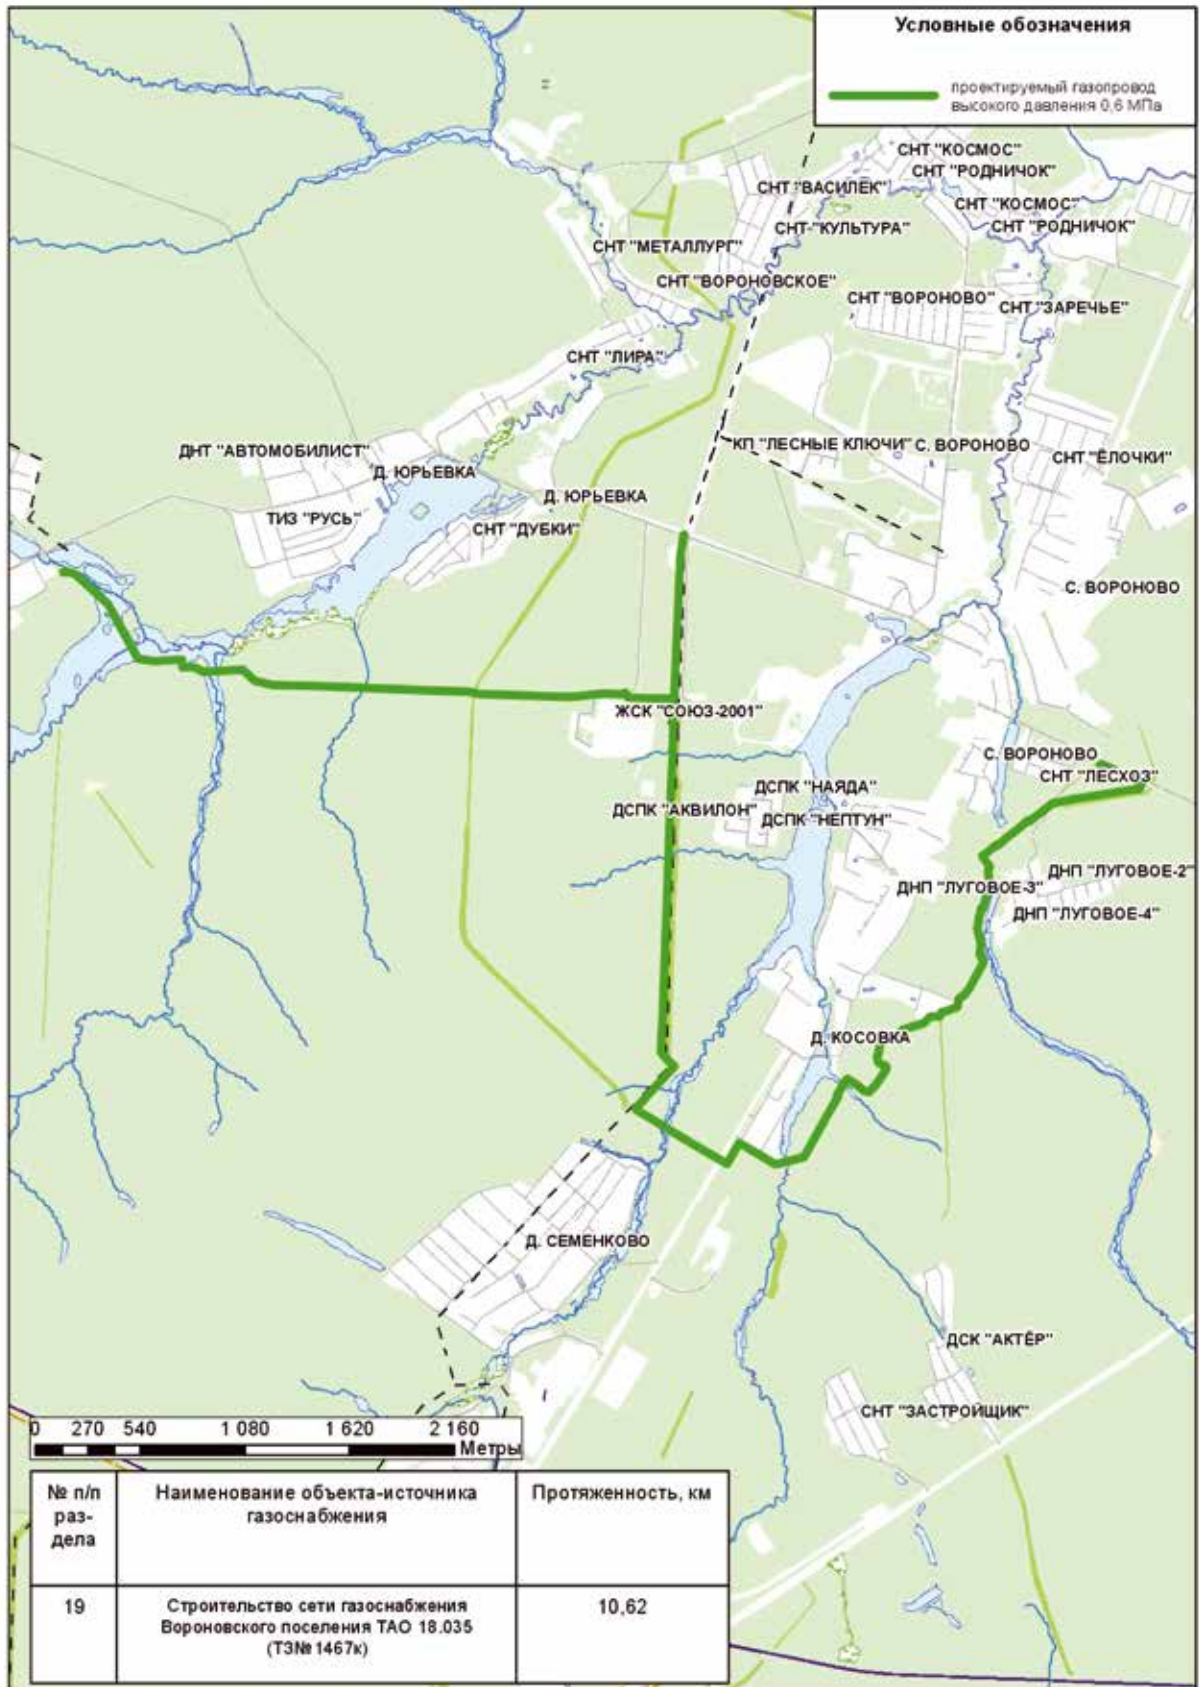 Условные обозначения
проектируемый газопровод
высокого давления 0,6 МПа
СНТ "КОСМОС"
СНТ "РОДНИЧОК"
СНТ "ВАСИЛЁК"
СНТ "КОСМОС"
СНТ "КУЛЬТУРА"
СНТ "РОДНИЧОК"
СНТ "МЕТАЛЛУРГ"
СНТ "ВОРОНОВСКОЕ"
СНТ "ВОРОНОВО"
СНТ "ЗАРЕЧЬЕ"
СНТ "ЛИРА"
ДНТ "АВТОМОБИЛИСТ"
КП "ЛЕСНЫЕ КЛЮЧИ"
С. ВОРОНОВО
СНТ "ЁЛОЧКИ"
Д. ЮРЬЕВКА
Д. ЮРЬЕВКА
ТИЗ "РУСЬ"
СНТ "ДУБКИ"
С. ВОРОНОВО
ЖСК "СОЮЗ-2001"
С. ВОРОНОВО
СНТ "ЛЕСХОЗ"
ДСПК "НАЯДА"
ДСПК "АКВИЛОН"
ДСПК "НЕПТУН"
ДНП "ЛУГОВОЕ-2"
ДНП "ЛУГОВОЕ-3"
ДНП "ЛУГОВОЕ-4"
Д. КОСОВКА
Д. СЕМЕНКОВО
ДСК "АКТЁР"
СНТ "ЗАСТРОЙЩИК"
0 270 540 1 080 1 620 2 160
Метры
№ п/п
раз-
дела
Наименование объекта-источника
газоснабжения
Протяженность, км
19
Строительство сети газоснабжения
Вороновского поселения ТАО 18.035
(ТЗ№1467к)
10,62